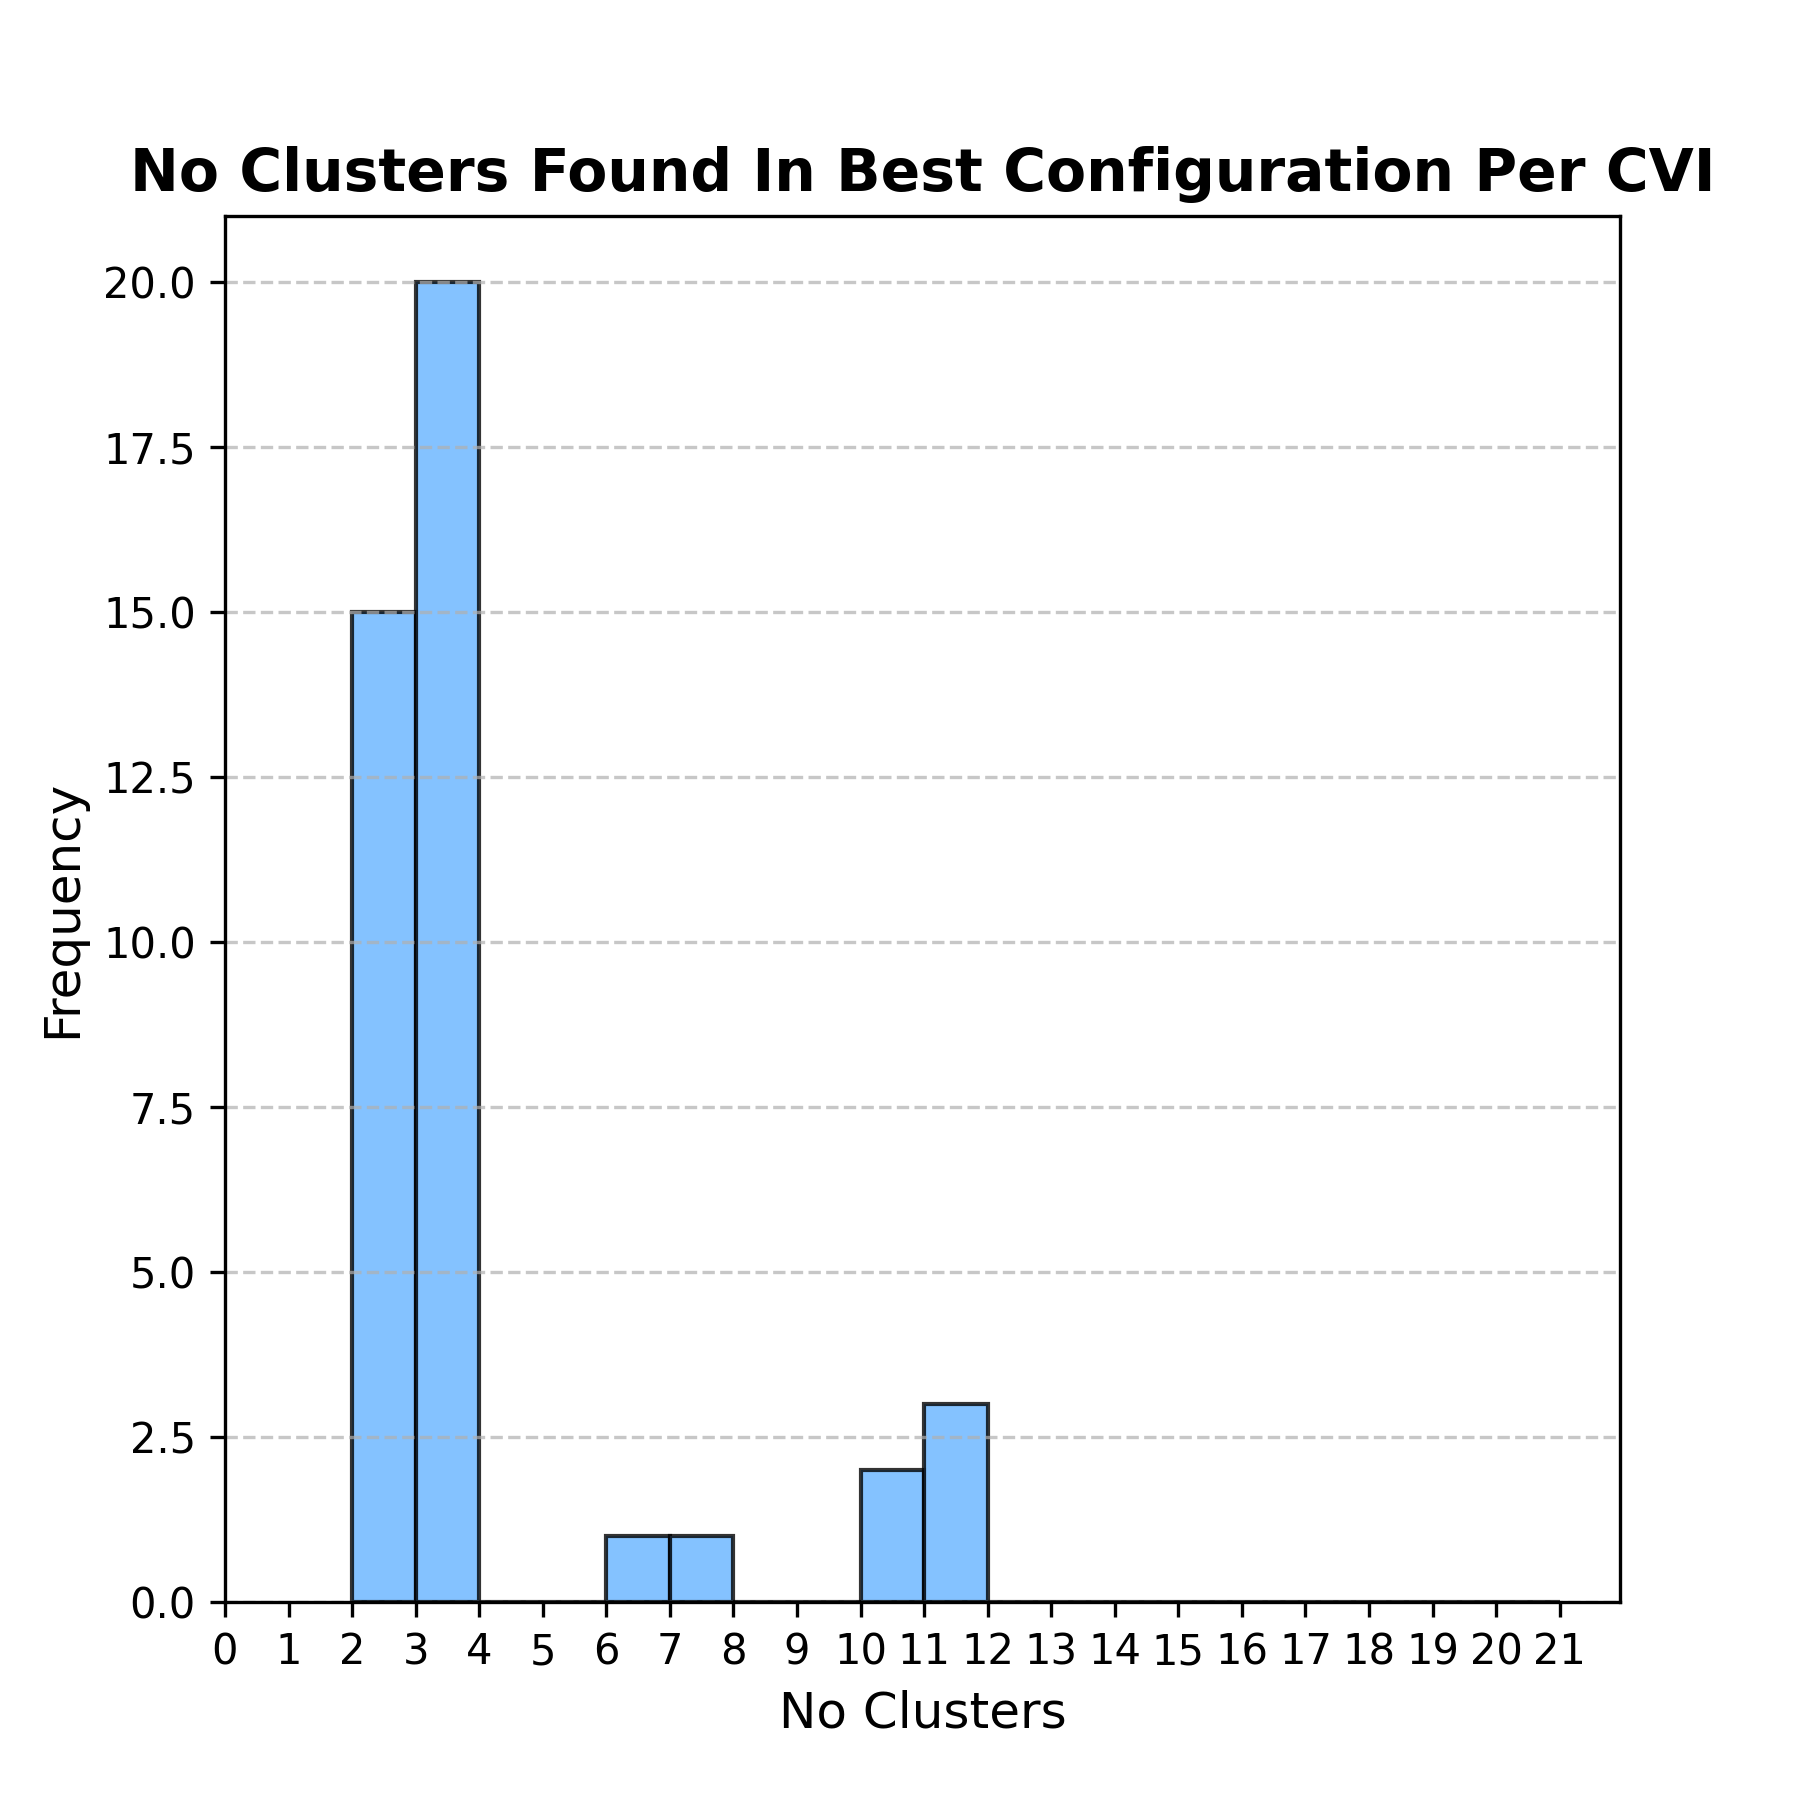 No Clusters Found In Best Configuration Per CVI
20.0
17.5
15.0
12.5
10.0
7.5
5.0
2.5
0.0
Frequency
0 1 2 3 4 5 6 7 8 9 10 11 12 13 14 15 16 17 18 19 20 21
No Clusters